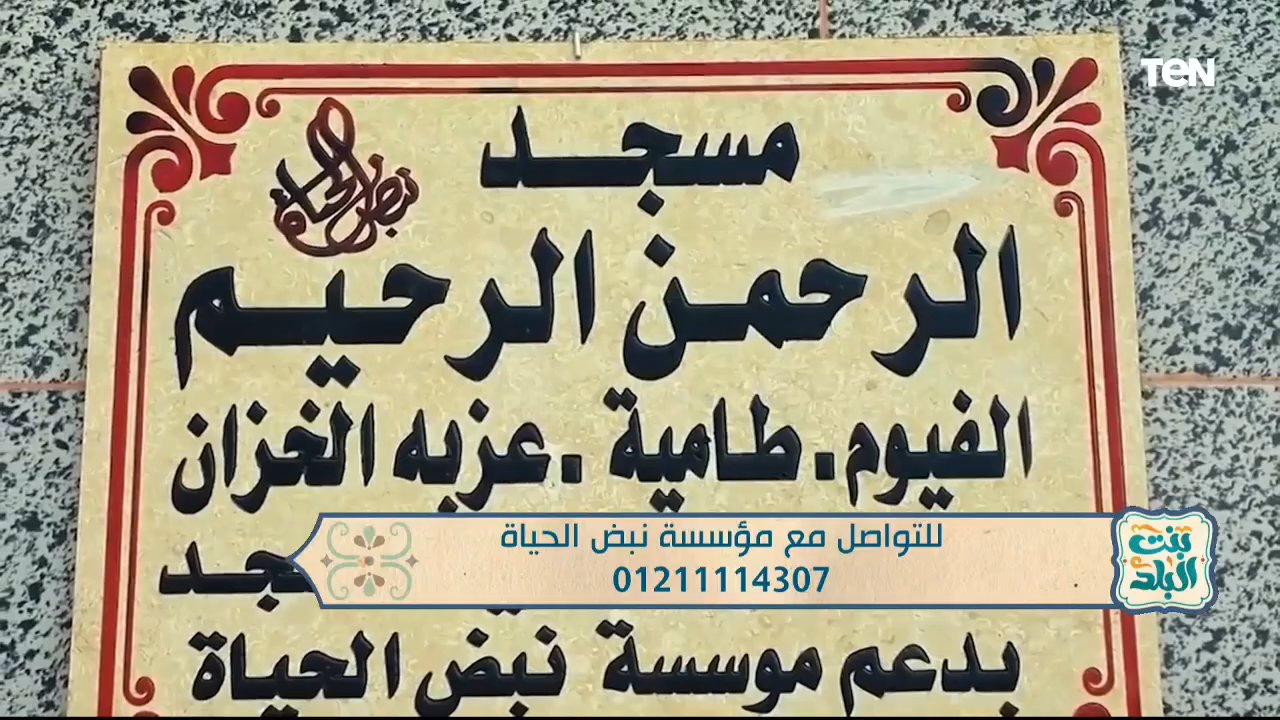 TEN
مسجد
نبض الحياة
الرحمن الرحيم
الفيوم . طامية . عزبه الخزان
بدعم موسسة نبض الحياة
للتواصل مع مؤسسة نبض الحياة
01211114307
بنت البلد